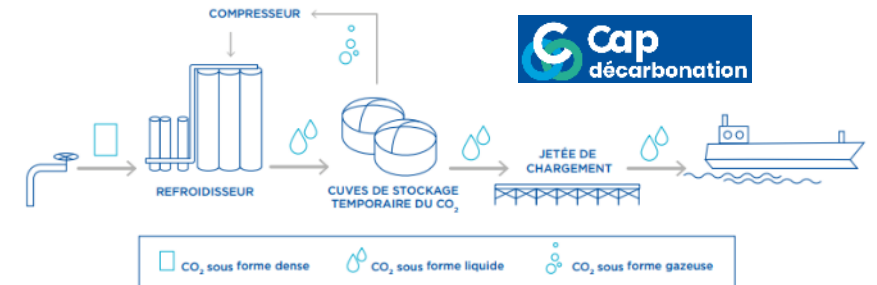 COMPRESSEUR
Cap
décarbonation
REFROIDISSEUR
CUVES DE STOCKAGE
TEMPORAIRE DU CO₂
JETÉE DE
CHARGEMENT
CO₂ sous forme dense
CO₂ sous forme liquide
CO₂ sous forme gazeuse